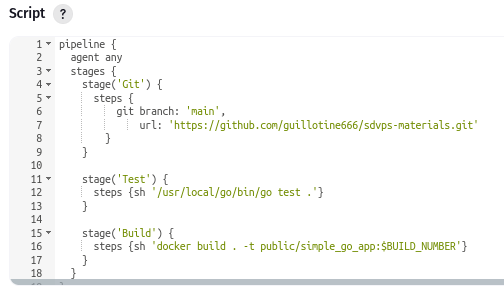 Script ?
1 pipeline {
2 agent any
3 stages {
4 stage('Git') {
5 steps {
6 git branch: 'main',
7 url: 'https://github.com/guillotine666/sdvps-materials.git'
8 }
9 }
10
11 stage('Test') {
12 steps {sh '/usr/local/go/bin/go test .'}
13 }
14
15 stage('Build') {
16 steps {sh 'docker build . -t public/simple_go_app:$BUILD_NUMBER'}
17 }
18 }